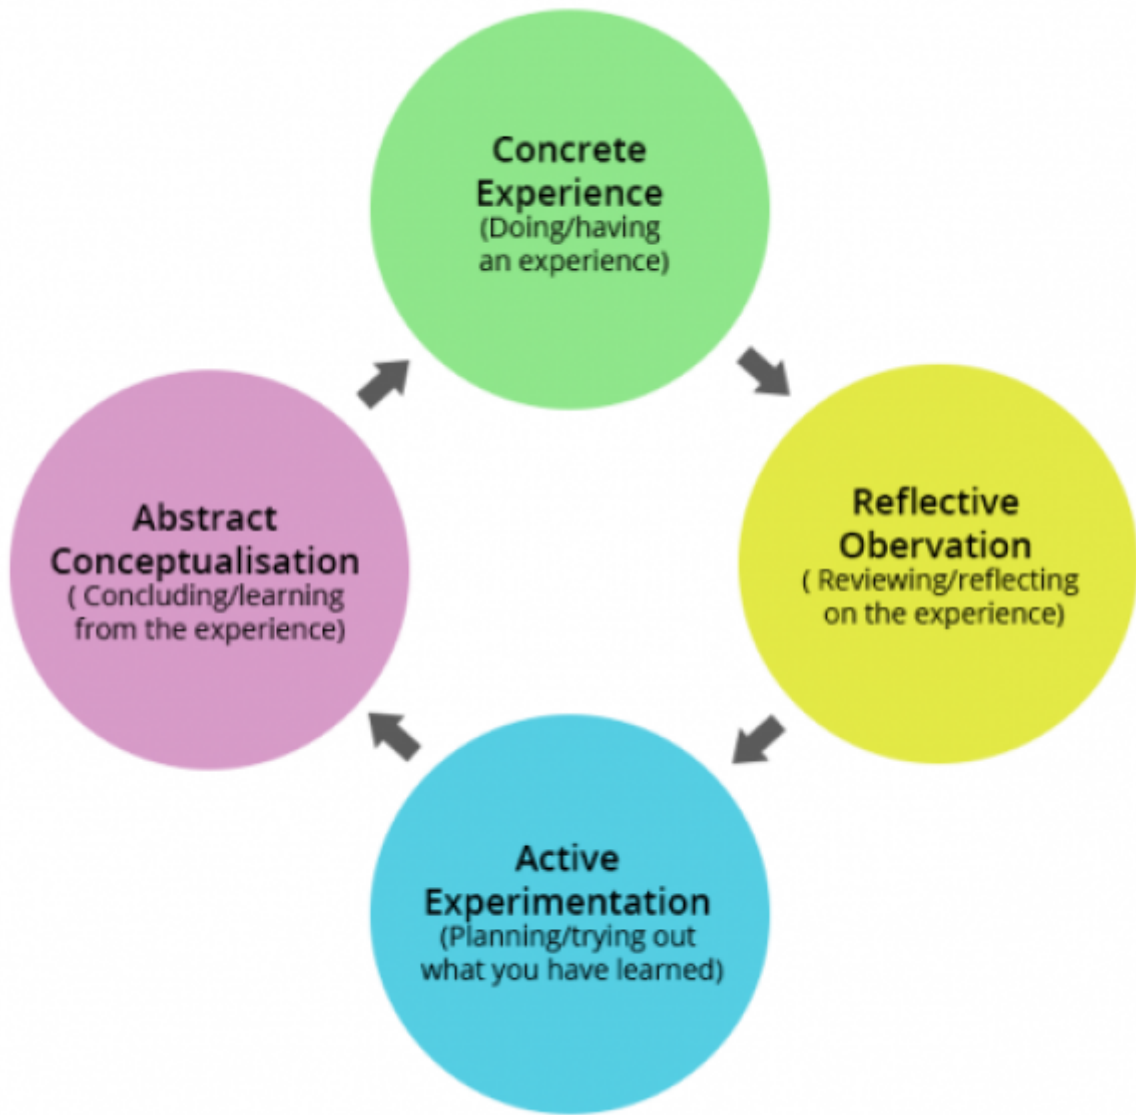 Concrete
Experience
(Doing/having
an experience)
Reflective
Obervation
( Reviewing/reflecting
on the experience)
Active
Experimentation
(Planning/trying out
what you have learned)
Abstract
Conceptualisation
( Concluding/learning
from the experience)